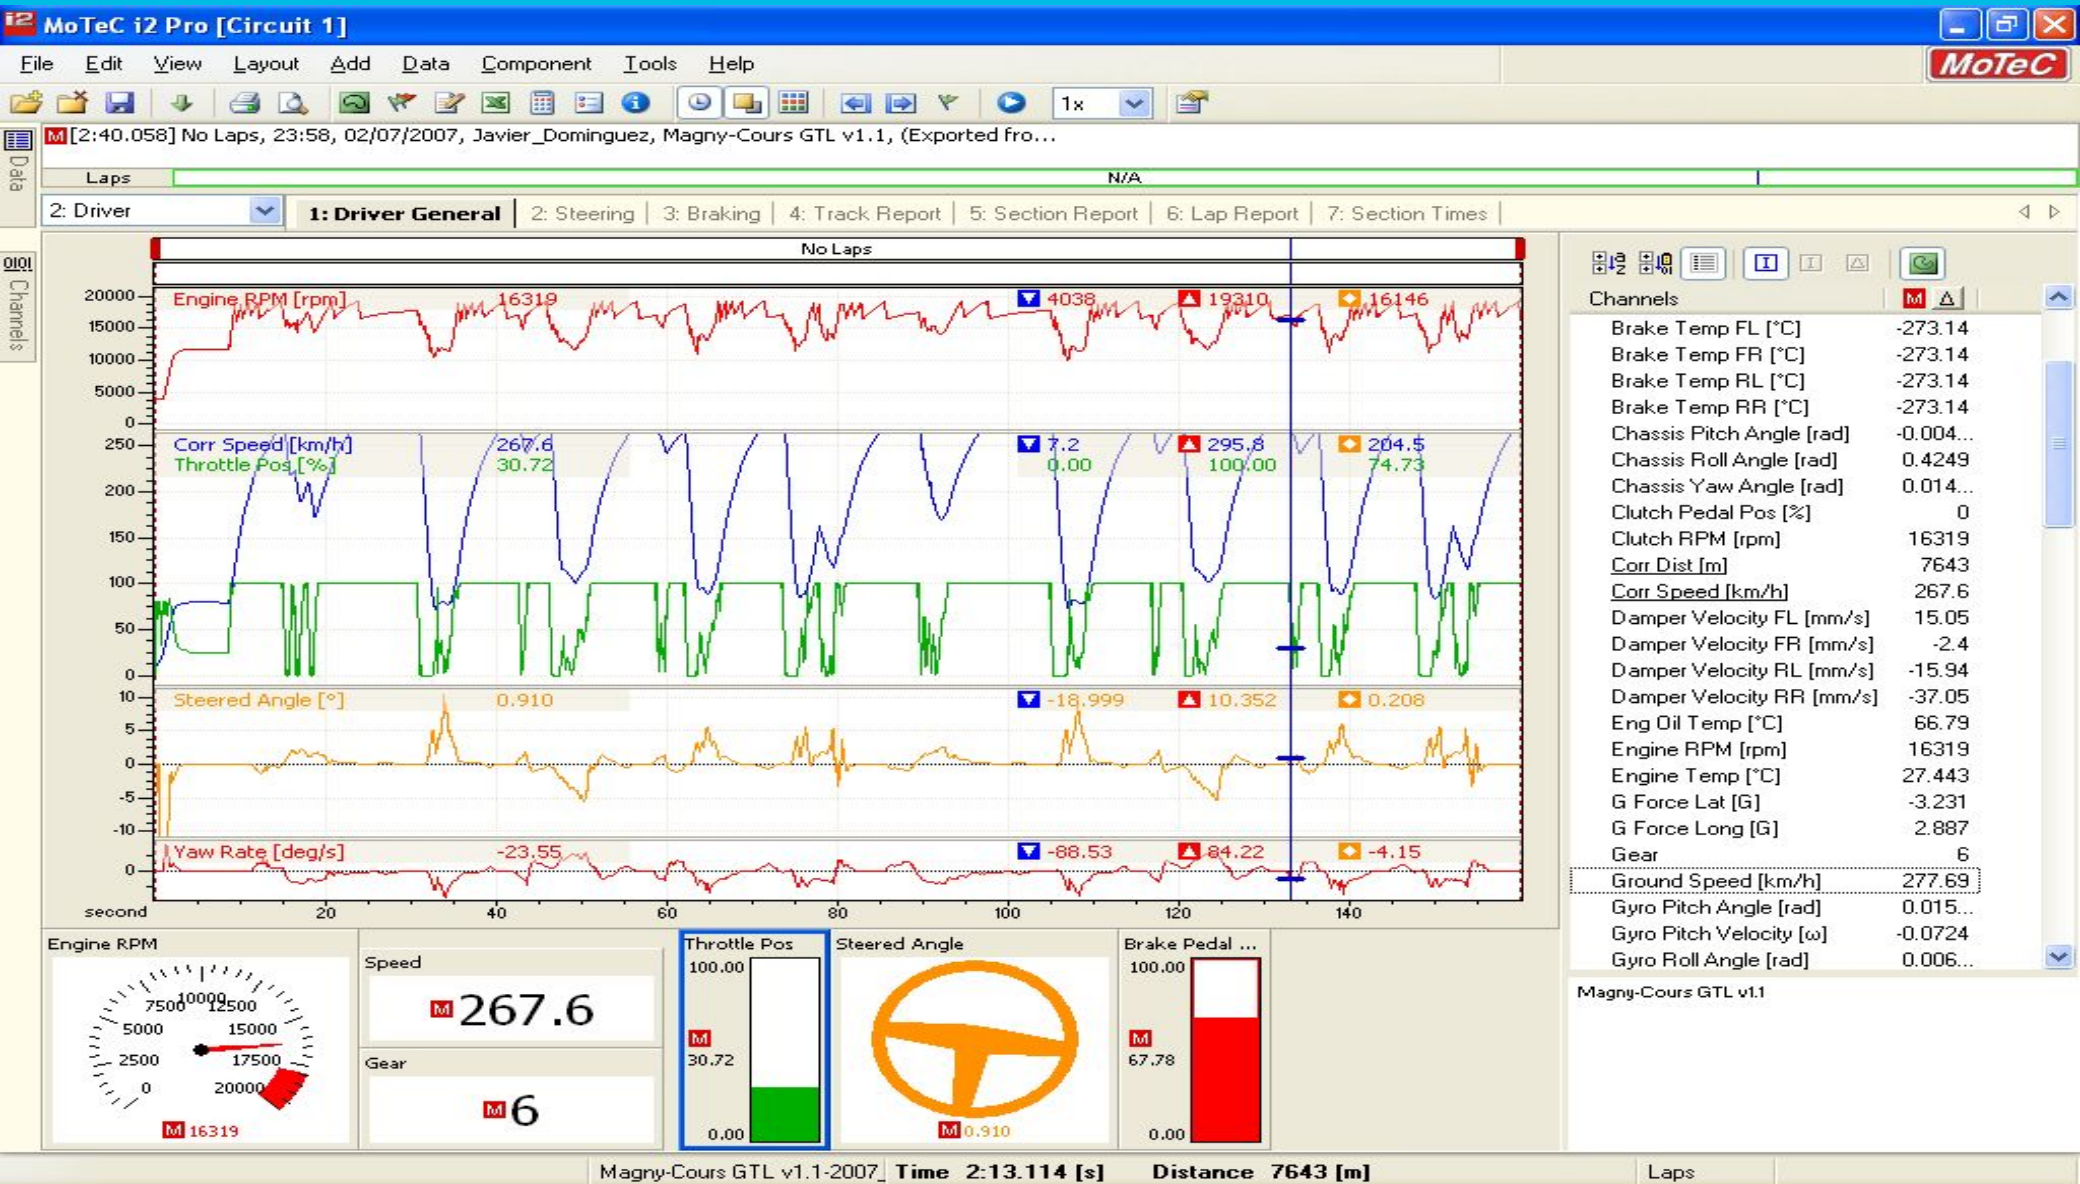 i2 MoTeC i2 Pro [Circuit 1]
File Edit View Layout Add Data Component Tools Help
MoTeC
1x
M [2:40.058] No Laps, 23:58, 02/07/2007, Javier_Dominguez, Magny-Cours GTL v1.1, (Exported fro...
Data
Laps N/A
2: Driver 1: Driver General 2: Steering 3: Braking 4: Track Report 5: Section Report 6: Lap Report 7: Section Times
Channels
No Laps
20000 Engine RPM [rpm] 16319 4038 19310 16146
15000
10000
5000
0
250 Corr Speed [km/h] 267.6 7.2 295.8 204.5
Throttle Pos [%] 30.72 0.00 100.00 74.73
200
150
100
50
0
10 Steered Angle [°] 0.910 -18.999 10.352 0.208
5
0
-5
-10
Yaw Rate [deg/s] -23.55 -88.53 84.22 -4.15
0
second 20 40 60 80 100 120 140
Channels M
Brake Temp FL [°C] -273.14
Brake Temp FR [°C] -273.14
Brake Temp RL [°C] -273.14
Brake Temp RR [°C] -273.14
Chassis Pitch Angle [rad] -0.004...
Chassis Roll Angle [rad] 0.4249
Chassis Yaw Angle [rad] 0.014...
Clutch Pedal Pos [%] 0
Clutch RPM [rpm] 16319
Corr Dist [m] 7643
Corr Speed [km/h] 267.6
Damper Velocity FL [mm/s] 15.05
Damper Velocity FR [mm/s] -2.4
Damper Velocity RL [mm/s] -15.94
Damper Velocity RR [mm/s] -37.05
Eng Oil Temp [°C] 66.79
Engine RPM [rpm] 16319
Engine Temp [°C] 27.443
G Force Lat [G] -3.231
G Force Long [G] 2.887
Gear 6
Ground Speed [km/h] 277.69
Gyro Pitch Angle [rad] 0.015...
Gyro Pitch Velocity [ω] -0.0724
Gyro Roll Angle [rad] 0.006...
Magny-Cours GTL v1.1
Engine RPM
0 2500 5000 7500 10000 12500 15000 17500 20000
M 16319
Speed
M 267.6
Gear
M 6
Throttle Pos
100.00
M
30.72
0.00
Steered Angle
M 0.910
Brake Pedal ...
100.00
M
67.78
0.00
Magny-Cours GTL v1.1-2007_ Time 2:13.114 [s] Distance 7643 [m] Laps